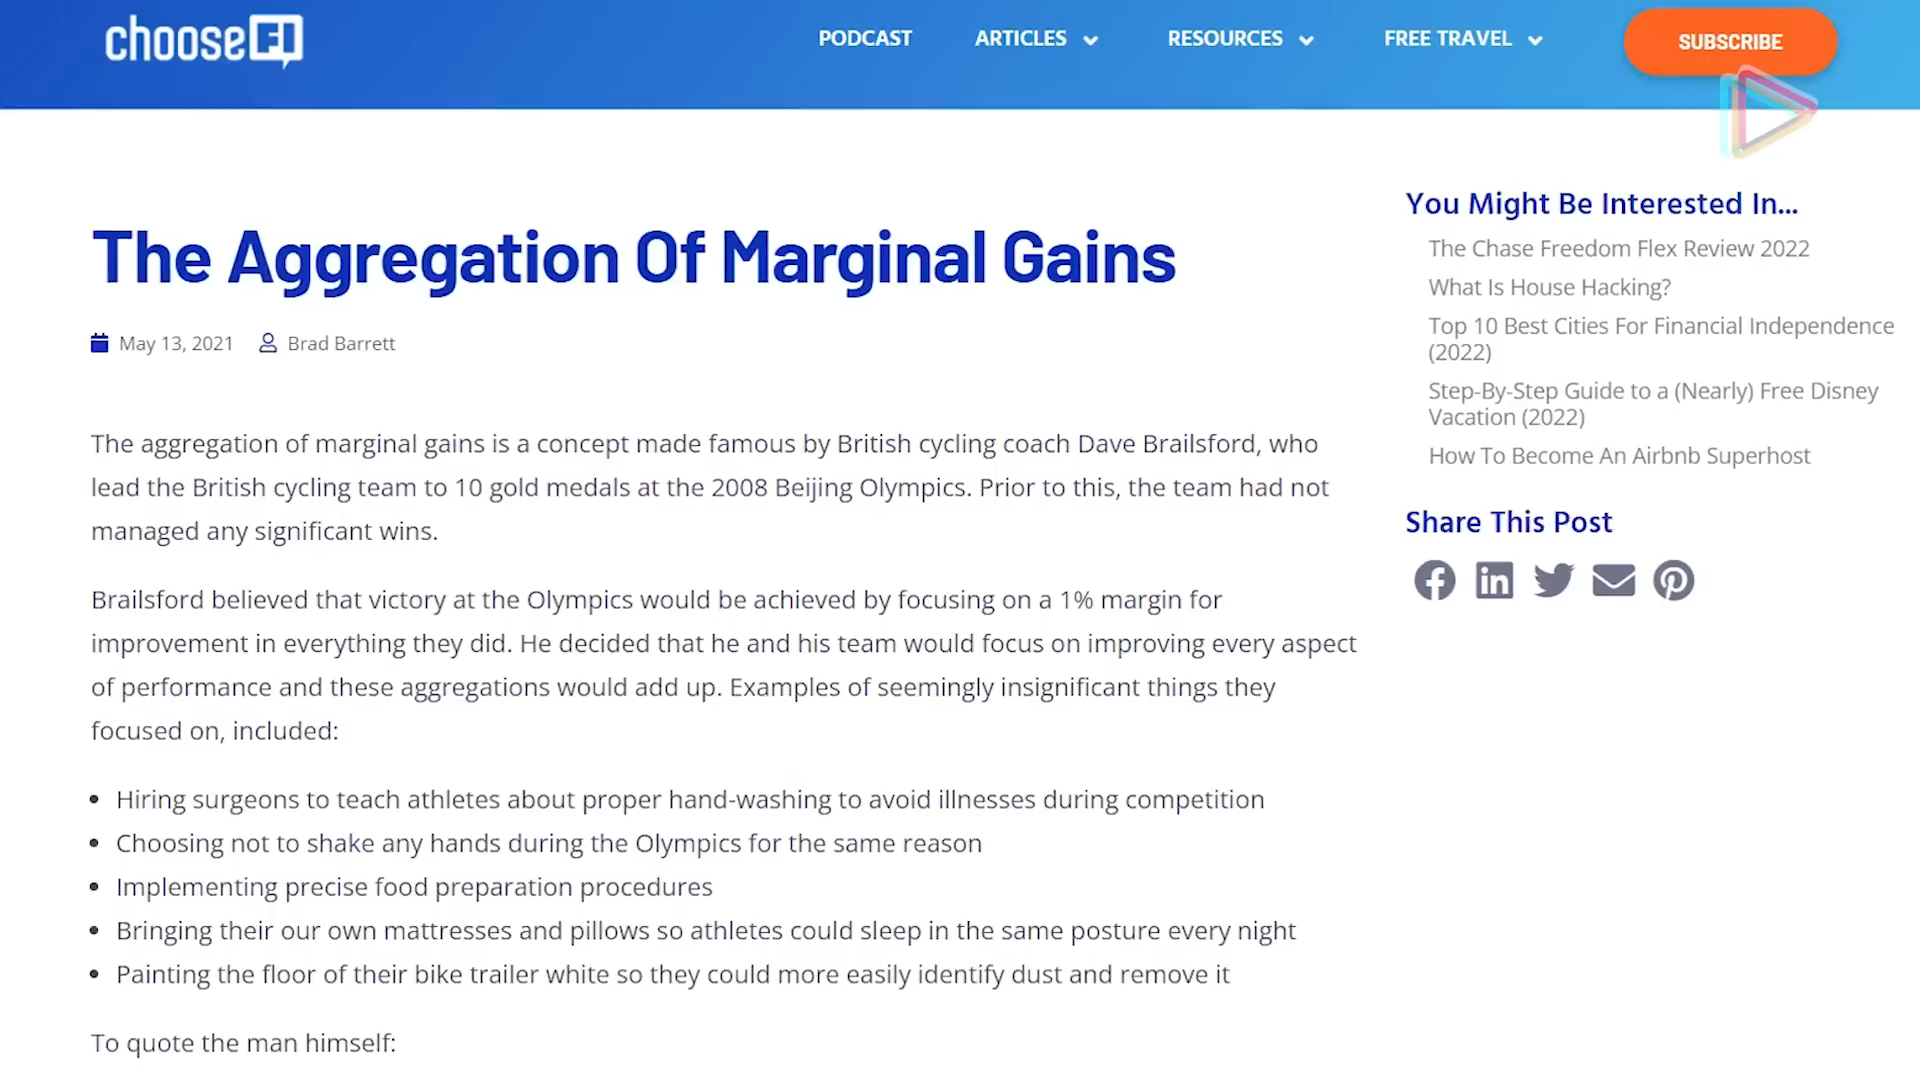 chooseFI
PODCAST
ARTICLES
RESOURCES
FREE TRAVEL
SUBSCRIBE
The Aggregation Of Marginal Gains
May 13, 2021
Brad Barrett
The aggregation of marginal gains is a concept made famous by British cycling coach Dave Brailsford, who
lead the British cycling team to 10 gold medals at the 2008 Beijing Olympics. Prior to this, the team had not
managed any significant wins.
Brailsford believed that victory at the Olympics would be achieved by focusing on a 1% margin for
improvement in everything they did. He decided that he and his team would focus on improving every aspect
of performance and these aggregations would add up. Examples of seemingly insignificant things they
focused on, included:
• Hiring surgeons to teach athletes about proper hand-washing to avoid illnesses during competition
• Choosing not to shake any hands during the Olympics for the same reason
• Implementing precise food preparation procedures
• Bringing their our own mattresses and pillows so athletes could sleep in the same posture every night
• Painting the floor of their bike trailer white so they could more easily identify dust and remove it
To quote the man himself:
You Might Be Interested In...
The Chase Freedom Flex Review 2022
What Is House Hacking?
Top 10 Best Cities For Financial Independence
(2022)
Step-By-Step Guide to a (Nearly) Free Disney
Vacation (2022)
How To Become An Airbnb Superhost
Share This Post